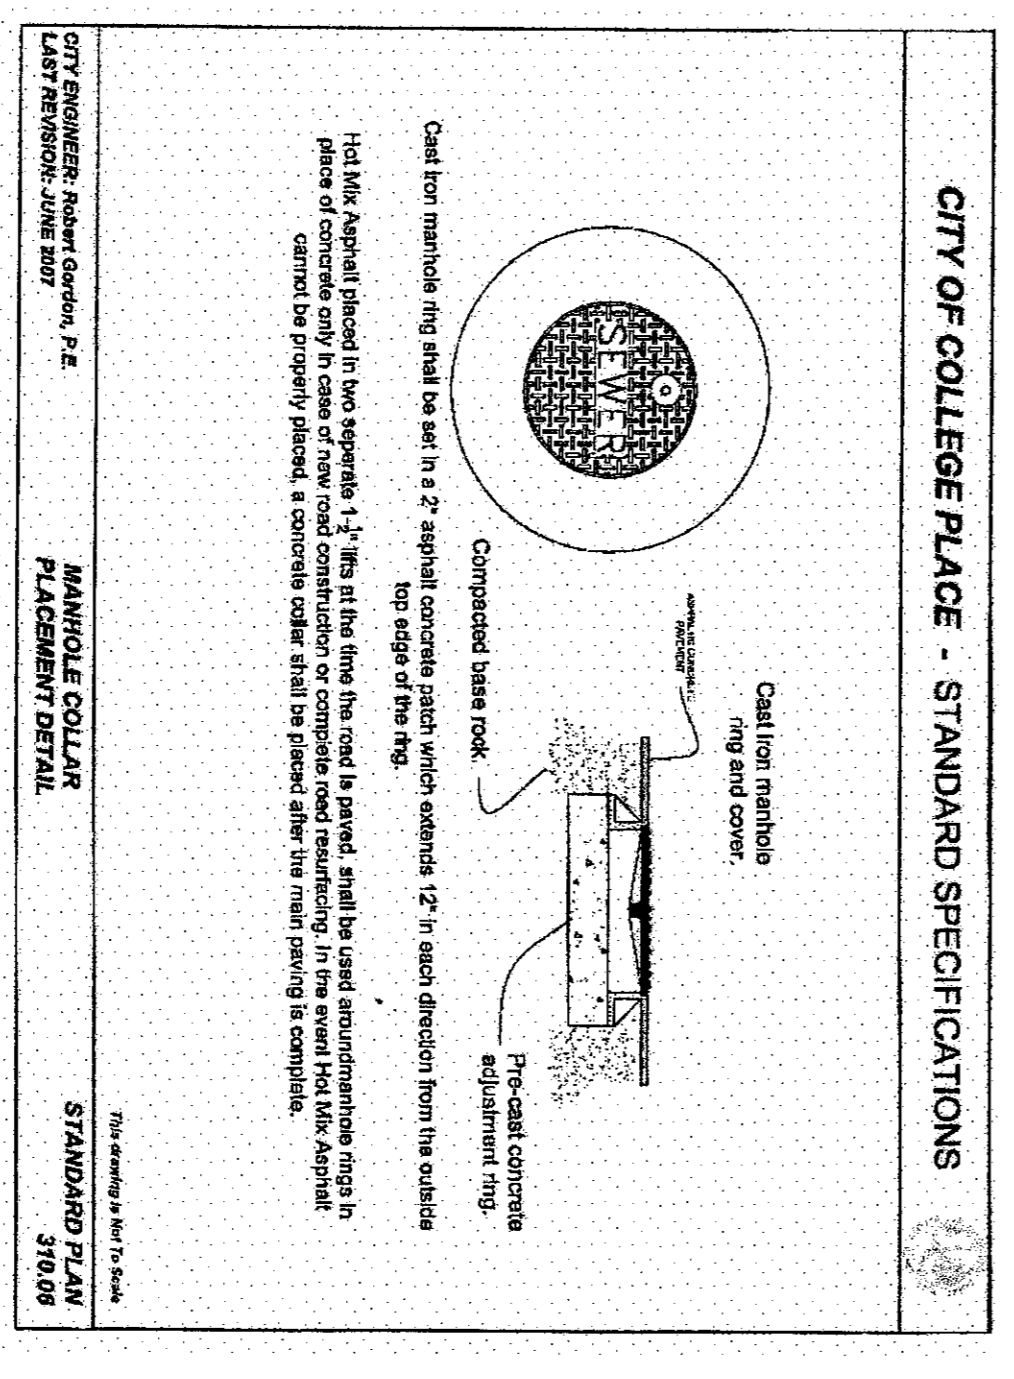 CITY OF COLLEGE PLACE - STANDARD SPECIFICATIONS
Cast iron manhole
ring and cover.
PAVEMENT
SEWER
Compacted base rock.
Pre-cast concrete
adjustment ring.
Cast iron manhole ring shall be set in a 2" asphalt concrete patch which extends 12" in each direction from the outside
top edge of the ring.
Hot Mix Asphalt placed in two separate 1-1/2" lifts at the time the road is paved, shall be used aroundmanhole rings in
place of concrete only in case of new road construction or complete road resurfacing. In the event Hot Mix Asphalt
cannot be properly placed, a concrete collar shall be placed after the main paving is complete.
This drawing is Not To Scale
CITY ENGINEER: Robert Gordon, P.E.
LAST REVISION: JUNE 2007
MANHOLE COLLAR
PLACEMENT DETAIL
STANDARD PLAN
310.06